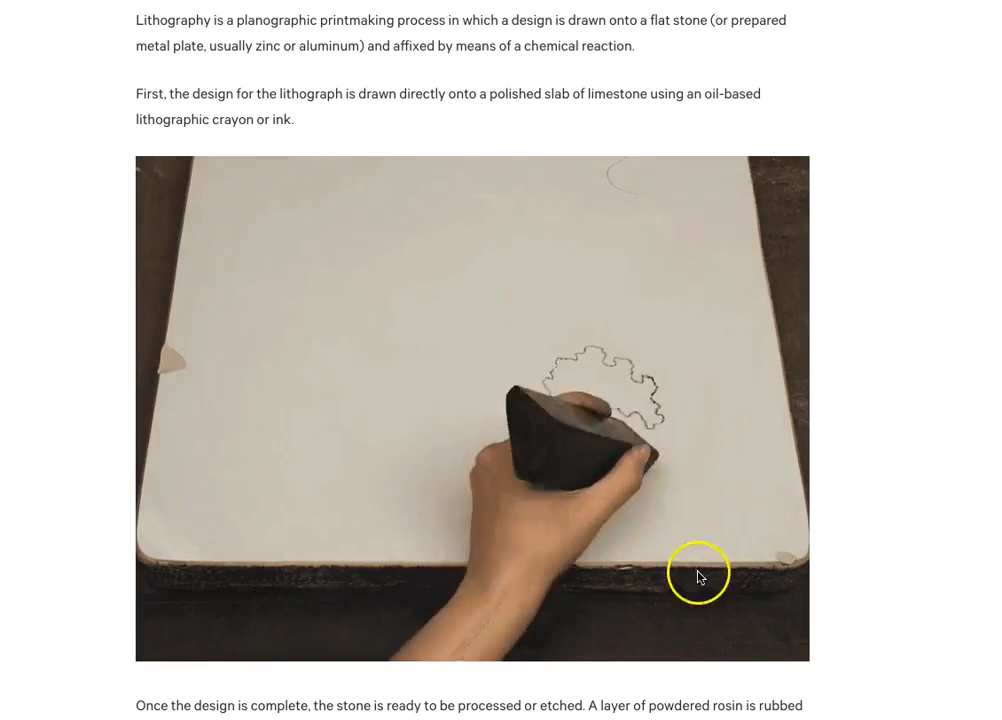 Lithography is a planographic printmaking process in which a design is drawn onto a flat stone (or prepared
metal plate, usually zinc or aluminum) and affixed by means of a chemical reaction.
First, the design for the lithograph is drawn directly onto a polished slab of limestone using an oil-based
lithographic crayon or ink.
Once the design is complete, the stone is ready to be processed or etched. A layer of powdered rosin is rubbed